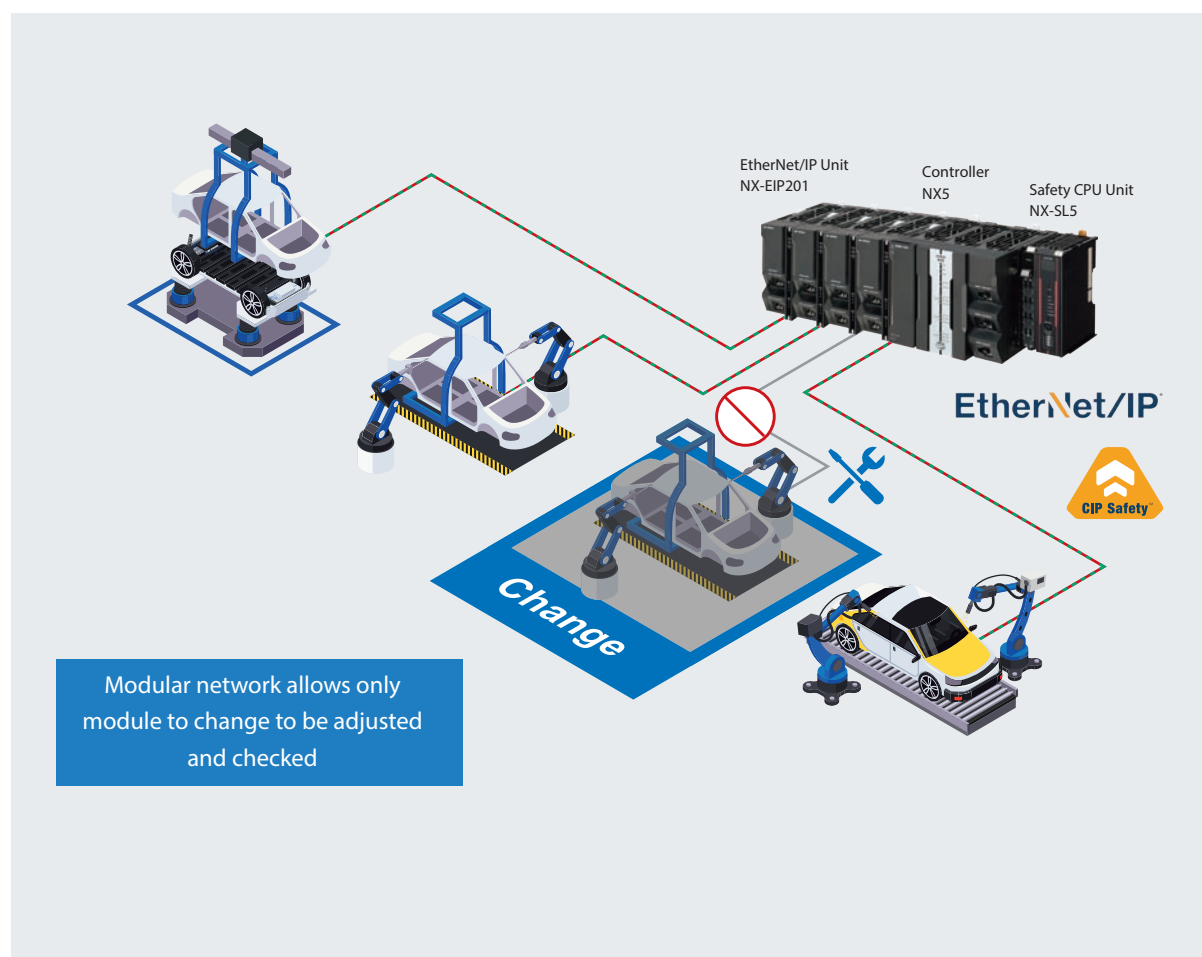 EtherNet/IP Unit
NX-EIP201
Controller
NX5
Safety CPU Unit
NX-SL5
EtherNet/IP
CIP Safety™
Change
Modular network allows only
module to change to be adjusted
and checked